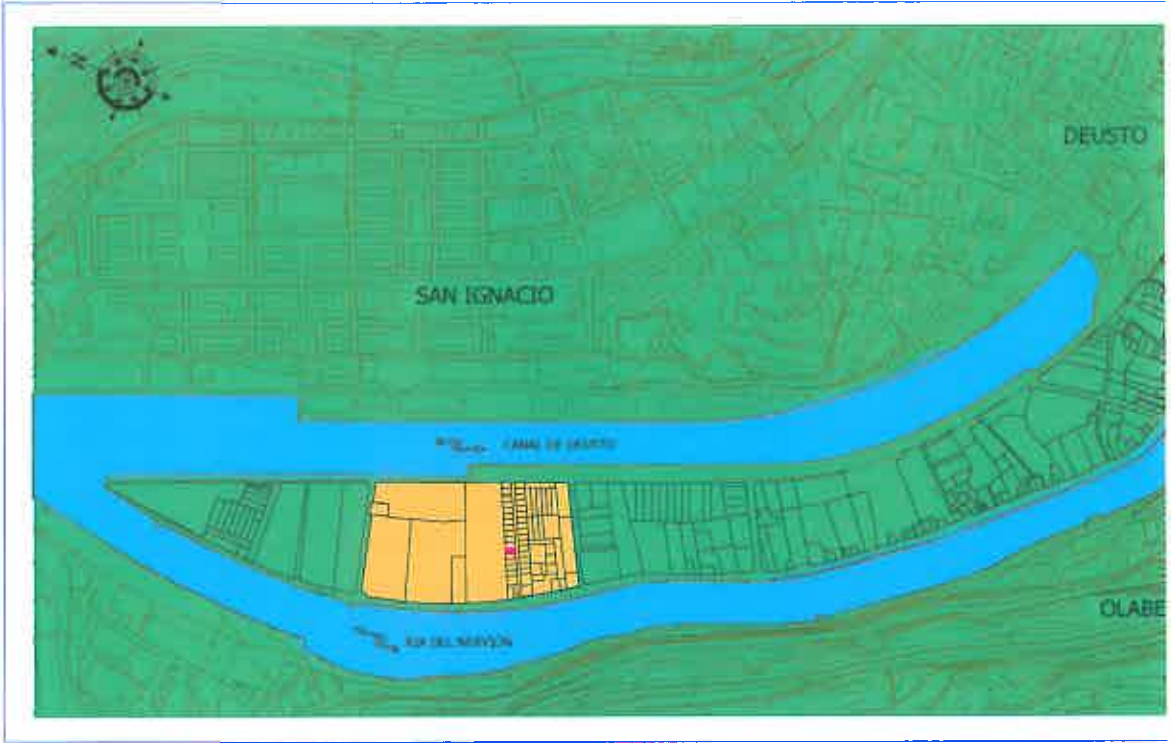 N
DEUSTO
SAN IGNACIO
CANAL DE DEUSTO
OLABE
RIA DEL NERVION